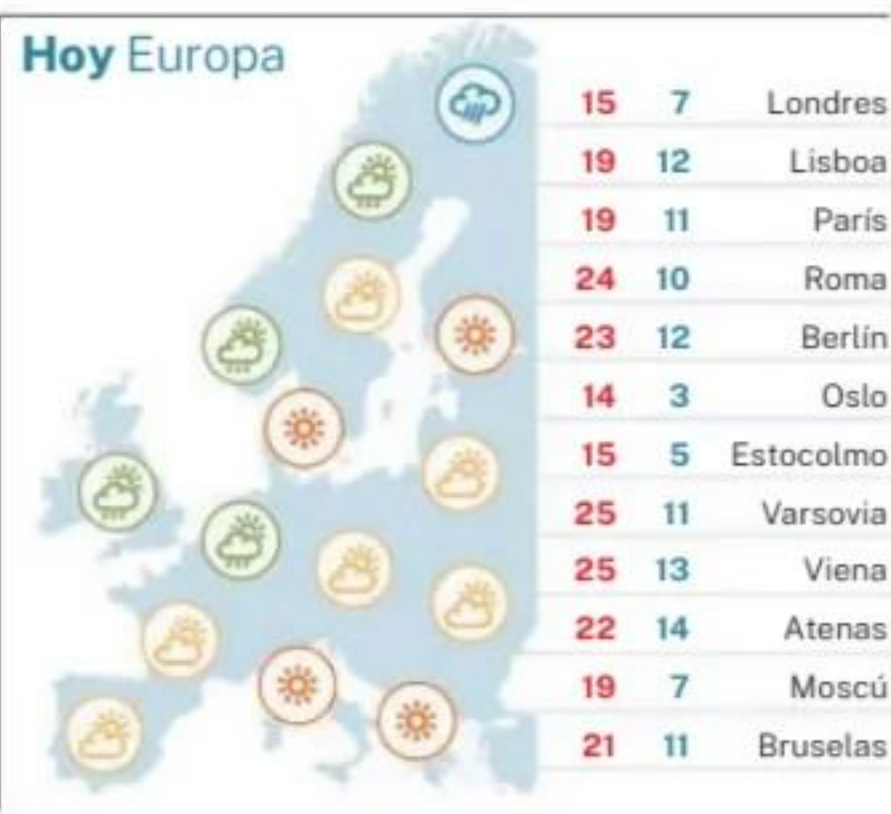 Hoy Europa
15 7 Londres
19 12 Lisboa
19 11 París
24 10 Roma
23 12 Berlín
14 3 Oslo
15 5 Estocolmo
25 11 Varsovia
25 13 Viena
22 14 Atenas
19 7 Moscú
21 11 Bruselas